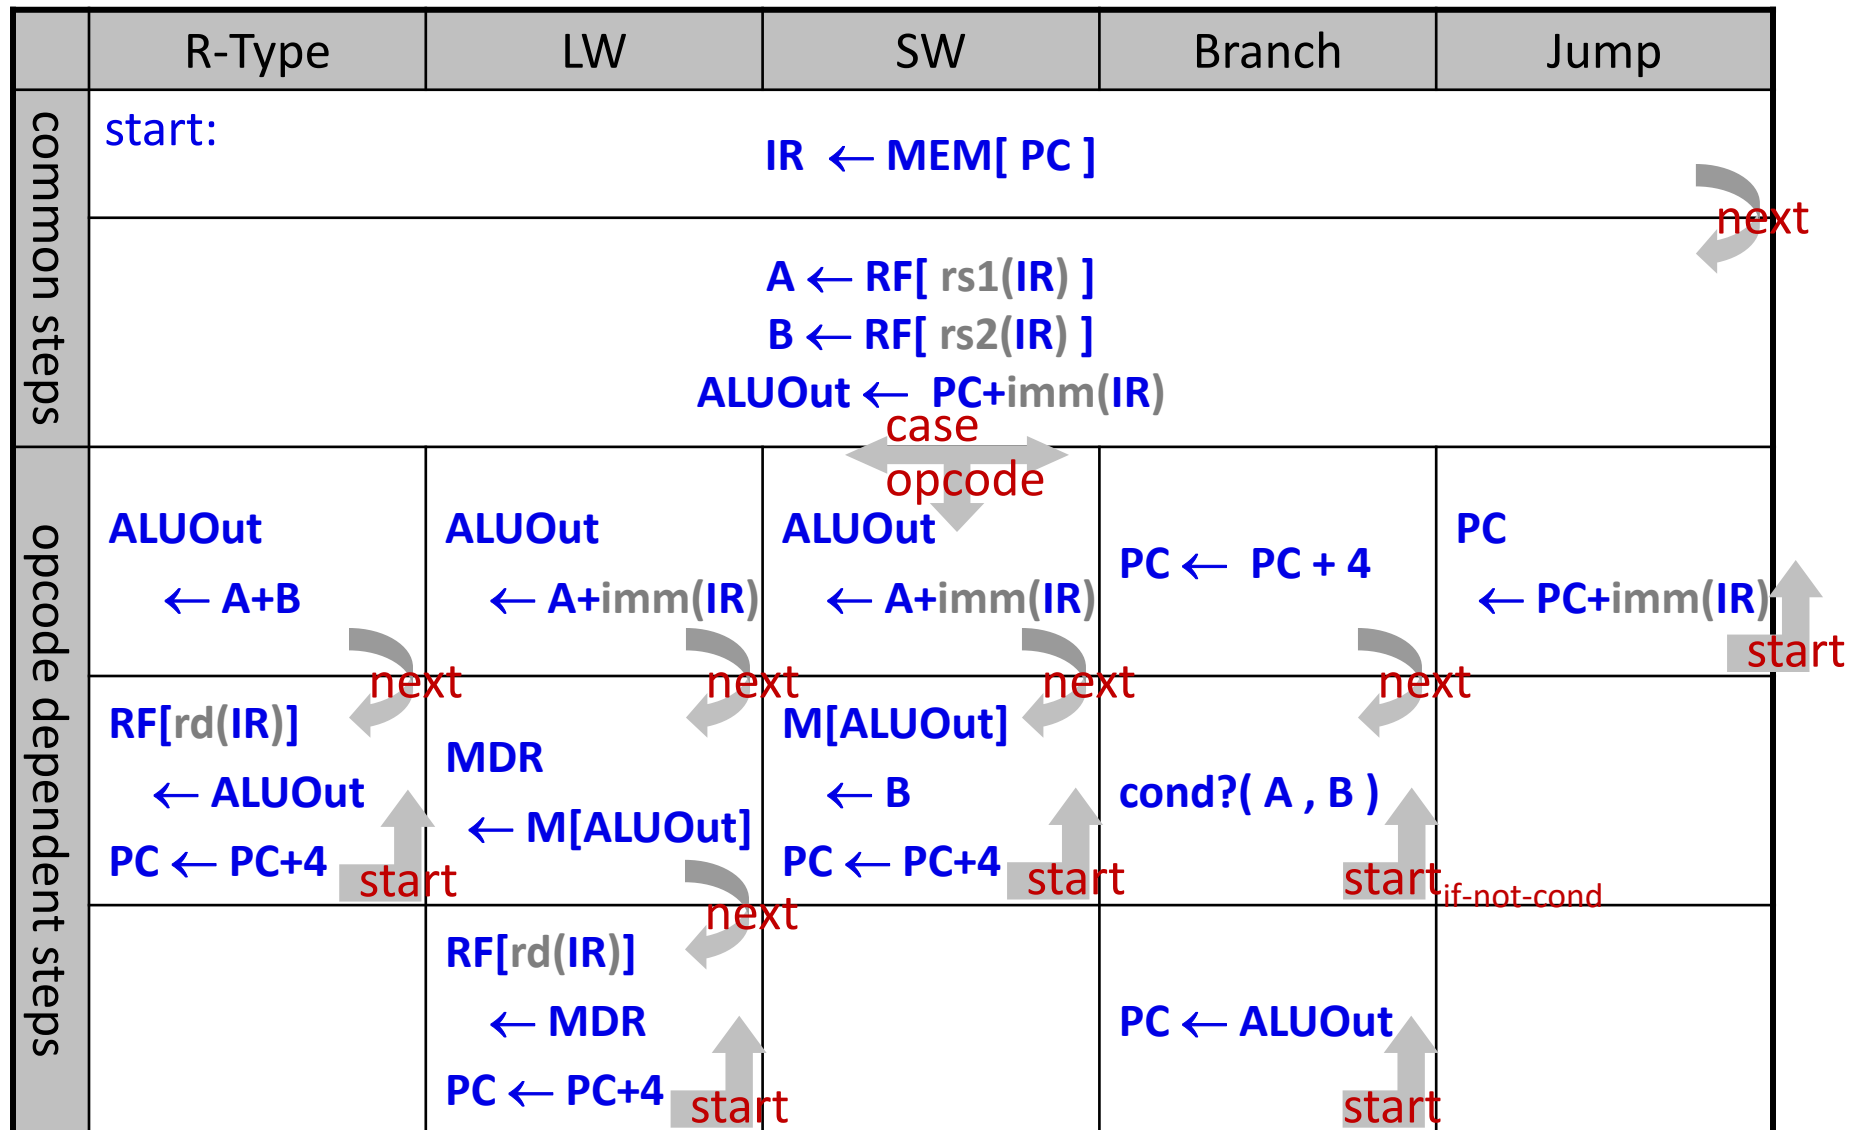 R-Type LW SW Branch Jump
common steps
start:
IR ← MEM[ PC ]
next
A ← RF[ rs1(IR) ]
B ← RF[ rs2(IR) ]
ALUOut ← PC+imm(IR)
case
opcode
opcode dependent steps
ALUOut
← A+B
next
ALUOut
← A+imm(IR)
next
ALUOut
← A+imm(IR)
next
PC ← PC + 4
next
PC
← PC+imm(IR)
start
RF[rd(IR)]
← ALUOut
PC ← PC+4
start
MDR
← M[ALUOut]
next
M[ALUOut]
← B
PC ← PC+4
start
cond?( A , B )
start if-not-cond
RF[rd(IR)]
← MDR
PC ← PC+4
start
PC ← ALUOut
start